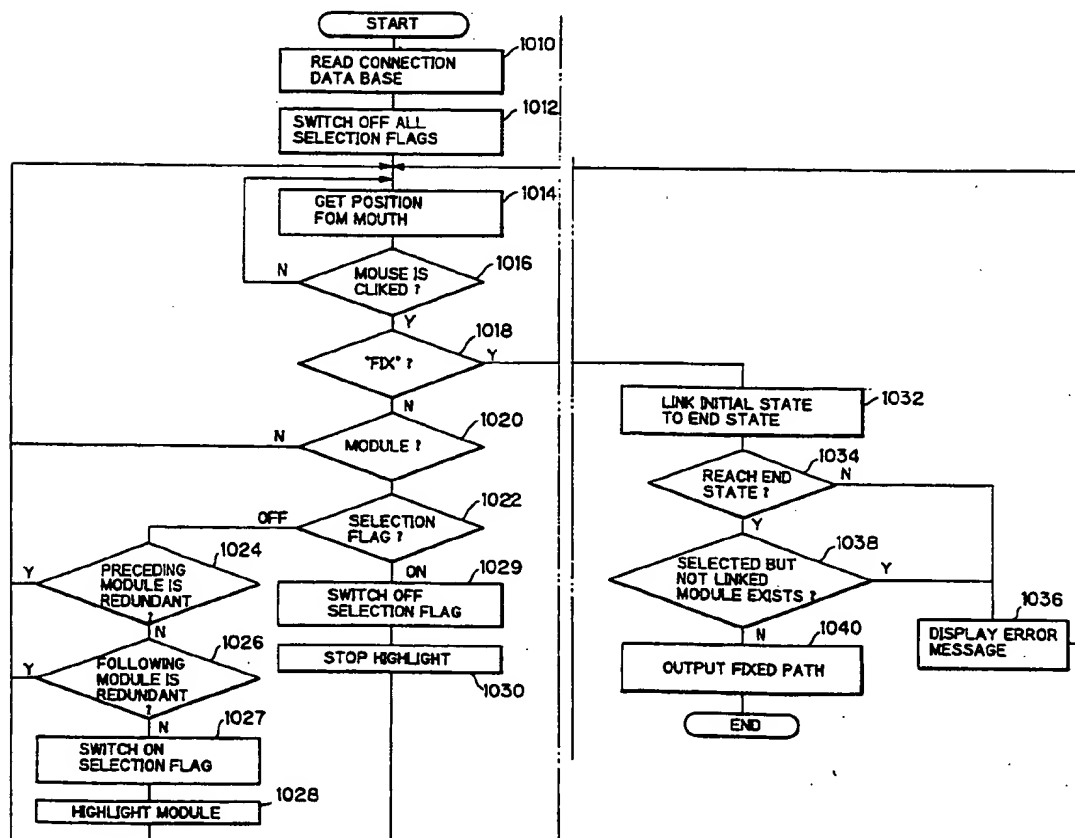 START
1010
READ CONNECTION
DATA BASE
1012
SWITCH OFF ALL
SELECTION FLAGS
1014
GET POSITION
FOM MOUTH
1016
N
MOUSE IS
CLIKED ?
Y
1018
"FIX" ?
Y
N
1020
N
MODULE ?
1022
OFF
SELECTION
FLAG ?
ON
1024
Y
PRECEDING
MODULE IS
REDUNDANT
?
N
1026
Y
FOLLOWING
MODULE IS
REDUNDANT
?
N
1027
SWITCH ON
SELECTION FLAG
1028
HIGHLIGHT MODULE
1029
SWITCH OFF
SELECTION FLAG
STOP HIGHLIGHT
1030
LINK INITIAL STATE
TO END STATE
1032
1034
REACH END
STATE ?
N
Y
1038
SELECTED BUT
NOT LINKED
MODULE EXISTS ?
Y
N
1036
DISPLAY ERROR
MESSAGE
1040
OUTPUT FIXED PATH
END